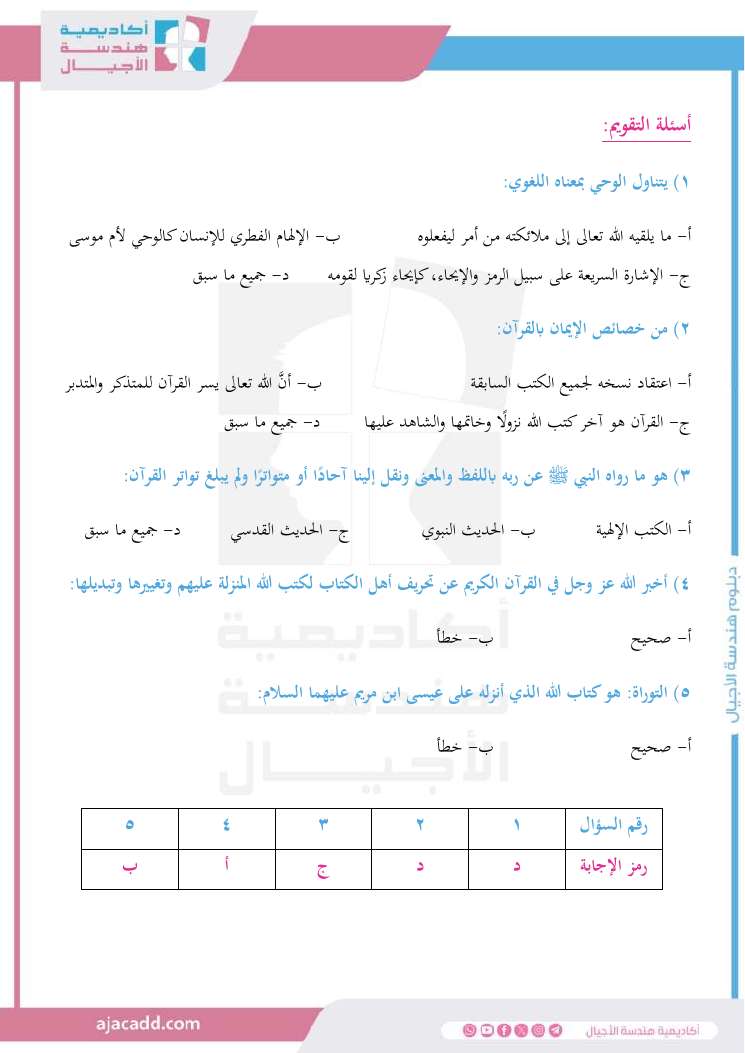 أكاديمية
هندسة
الأجيال
أسئلة التقويم:
١) يتناول الوحي بمعناه اللغوي:
أ- ما يلقيه الله تعالى إلى ملائكته من أمر ليفعلوه ب- الإلهام الفطري للإنسان كالوحي لأم موسى
ج- الإشارة السريعة على سبيل الرمز والإيحاء، كإيحاء زكريا لقومه د- جميع ما سبق
٢) من خصائص الإيمان بالقرآن:
أ- اعتقاد نسخه لجميع الكتب السابقة ب- أنَّ الله تعالى يسر القرآن للمتذكر والمتدبر
ج- القرآن هو آخر كتب الله نزولًا وخاتمها والشاهد عليها د- جميع ما سبق
٣) هو ما رواه النبي ﷺ عن ربه باللفظ والمعنى ونقل إلينا آحادًا أو متواترًا ولم يبلغ تواتر القرآن:
أ- الكتب الإلهية ب- الحديث النبوي ج- الحديث القدسي د- جميع ما سبق
٤) أخبر الله عز وجل في القرآن الكريم عن تحريف أهل الكتاب لكتب الله المنزلة عليهم وتغييرها وتبديلها:
أ- صحيح ب- خطأ
٥) التوراة: هو كتاب الله الذي أنزله على عيسى ابن مريم عليهما السلام:
أ- صحيح ب- خطأ
رقم السؤال ١ ٢ ٣ ٤ ٥
رمز الإجابة د د ج أ ب
أكاديمية
هندسة
الأجيال
دبلوم هندسة الأجيال
أكاديمية هندسة الأجيال
ajacadd.com